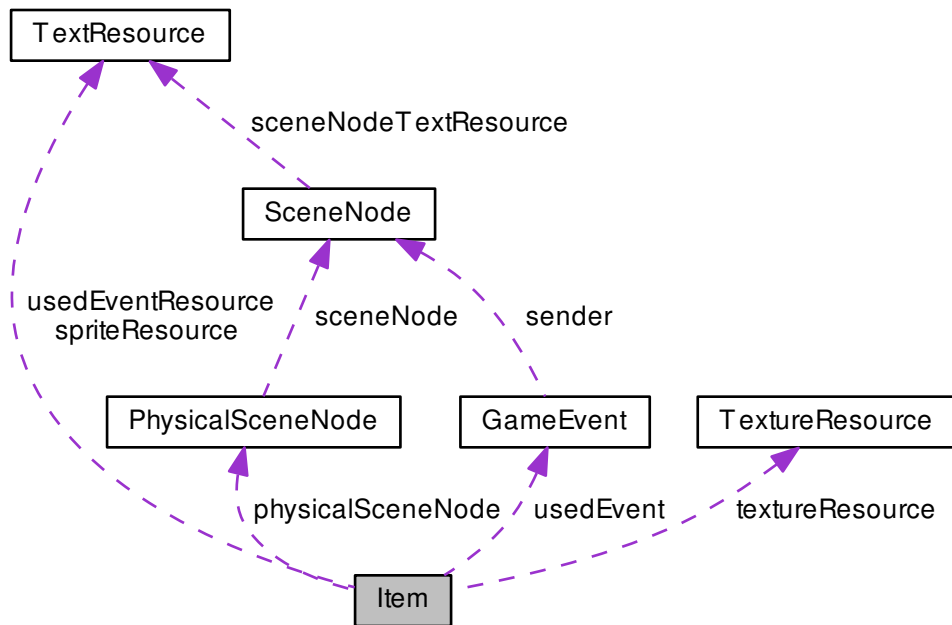 TextResource
sceneNodeTextResource
SceneNode
usedEventResource
spriteResource
sceneNode
sender
PhysicalSceneNode
GameEvent
TextureResource
physicalSceneNode
usedEvent
textureResource
Item